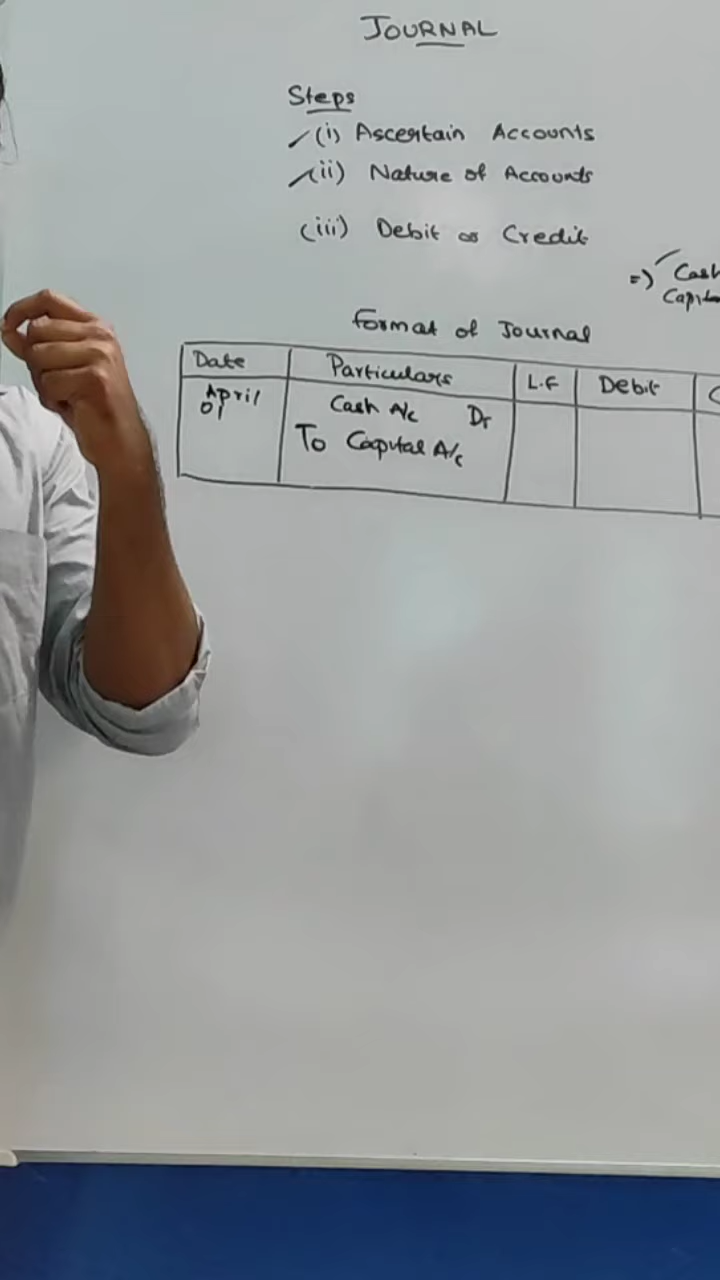 JOURNAL
Steps
(i) Ascertain Accounts
(ii) Nature of Accounts
(iii) Debit or Credit
=) Cash
Format of Journal
Date Particulars L.F Debit C
April 01 Cash A/c Dr
To Capital A/c